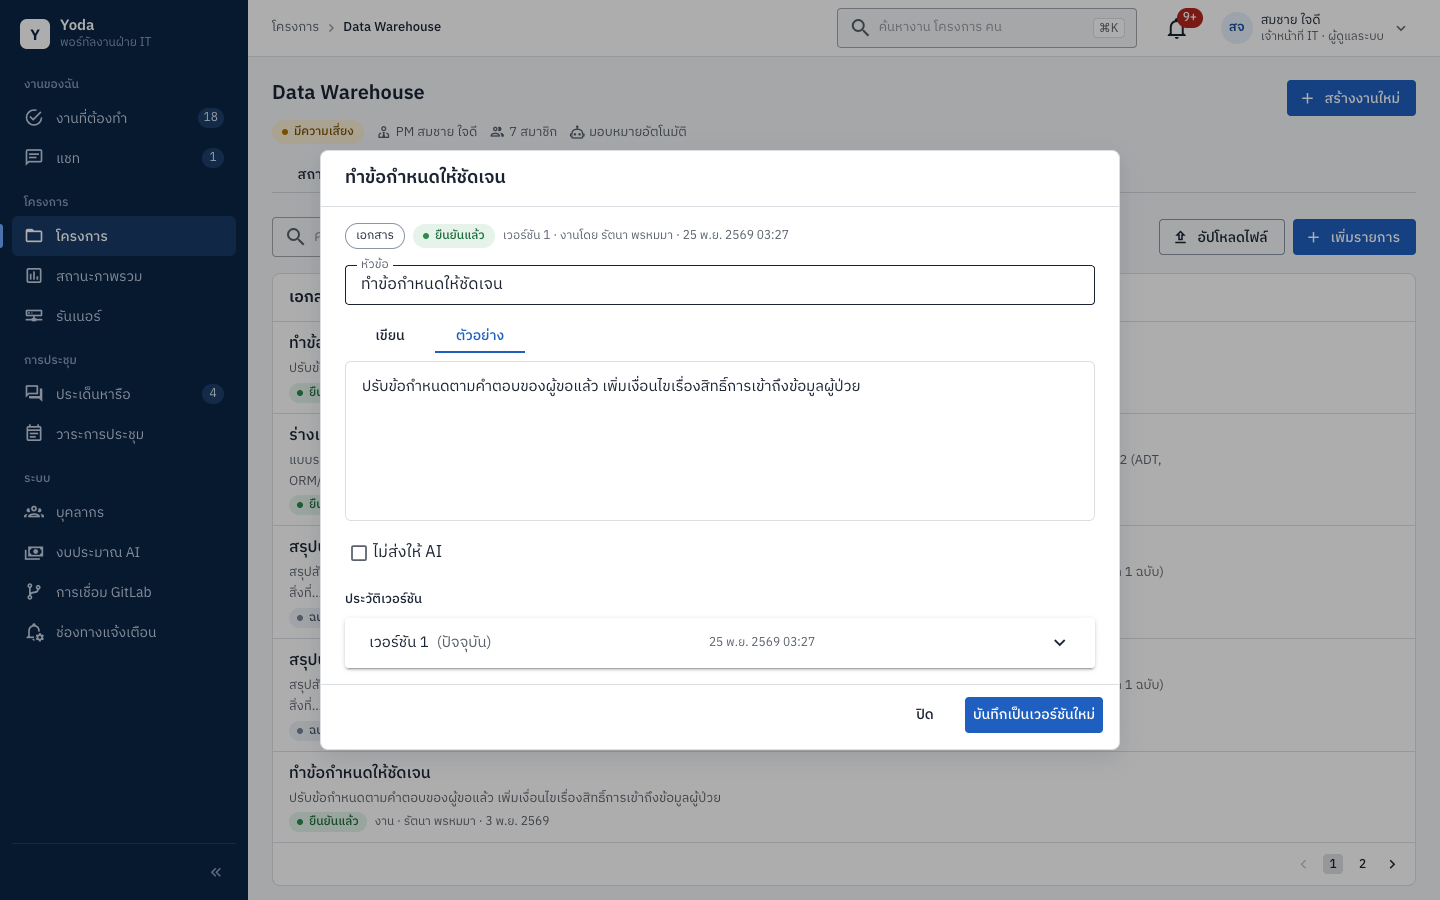 Y
Yoda
พอร์ทัลงานฝ่าย IT
งานของฉัน
งานที่ต้องทำ 18
แชท 1
โครงการ
โครงการ
สถานะภาพรวม
รันเนอร์
การประชุม
ประเด็นหารือ 4
วาระการประชุม
ระบบ
บุคลากร
งบประมาณ AI
การเชื่อม GitLab
ช่องทางแจ้งเตือน
โครงการ > Data Warehouse
ค้นหางาน โครงการ คน ⌘K
9+
สจ
สมชาย ใจดี
เจ้าหน้าที่ IT · ผู้ดูแลระบบ
Data Warehouse
สร้างงานใหม่
มีความเสี่ยง PM สมชาย ใจดี 7 สมาชิก มอบหมายอัตโนมัติ
อัปโหลดไฟล์ เพิ่มรายการ
ทำข้อกำหนดให้ชัดเจน
เอกสาร ยืนยันแล้ว เวอร์ชัน 1 · งานโดย รัตนา พรหมมา · 25 พ.ย. 2569 03:27
หัวข้อ
ทำข้อกำหนดให้ชัดเจน
เขียน ตัวอย่าง
ปรับข้อกำหนดตามคำตอบของผู้ขอแล้ว เพิ่มเงื่อนไขเรื่องสิทธิ์การเข้าถึงข้อมูลผู้ป่วย
ไม่ส่งให้ AI
ประวัติเวอร์ชัน
เวอร์ชัน 1 (ปัจจุบัน) 25 พ.ย. 2569 03:27
ปิด บันทึกเป็นเวอร์ชันใหม่
2 (ADT,
ORM/
1 ฉบับ)
สิ่งที่...
1 ฉบับ)
สิ่งที่...
ทำข้อกำหนดให้ชัดเจน
ปรับข้อกำหนดตามคำตอบของผู้ขอแล้ว เพิ่มเงื่อนไขเรื่องสิทธิ์การเข้าถึงข้อมูลผู้ป่วย
ยืนยันแล้ว งาน · รัตนา พรหมมา · 3 พ.ย. 2569
1 2